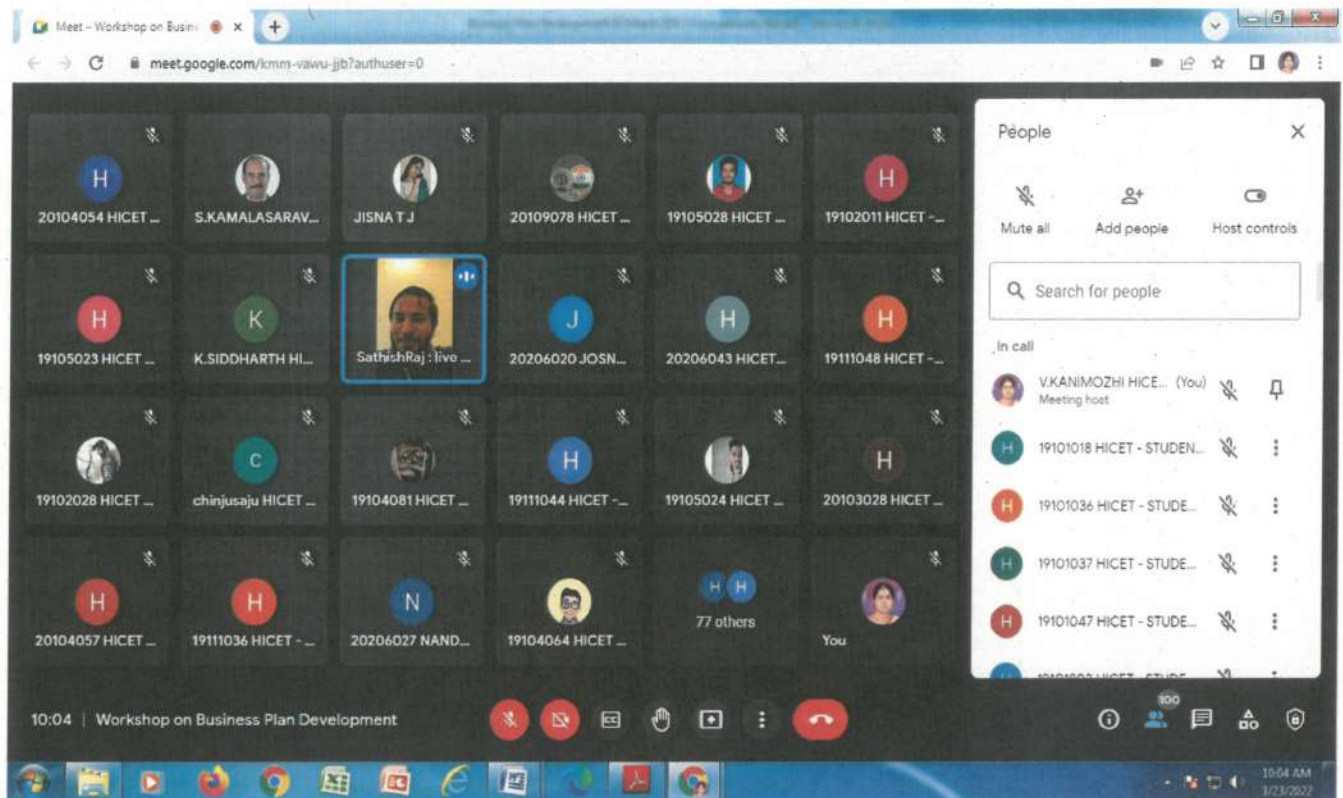 Meet – Workshop on Busin
meet.google.com/kmm-vawu-jjb?authuser=0
20104054 HICET ...
S.KAMALASARAV...
JISNA T J
20109078 HICET ...
19105028 HICET ...
19102011 HICET -...
H
H
19105023 HICET ...
K.SIDDHARTH HI...
SathishRaj : live ...
20206020 JOSN...
20206043 HICET...
19111048 HICET -...
H
K
J
H
H
19102028 HICET ...
chinjusaju HICET ...
19104081 HICET ...
19111044 HICET -...
19105024 HICET ...
20103028 HICET ...
C
H
H
20104057 HICET ...
19111036 HICET - ...
20206027 NAND...
19104064 HICET ...
77 others
You
H
H
N
H H
People
Mute all
Add people
Host controls
Search for people
In call
V.KANIMOZHI HICE... (You)
Meeting host
H 19101018 HICET - STUDEN...
H 19101036 HICET - STUDE...
H 19101037 HICET - STUDE...
H 19101047 HICET - STUDE...
10:04 | Workshop on Business Plan Development
CC
100
10:04 AM
3/23/2022